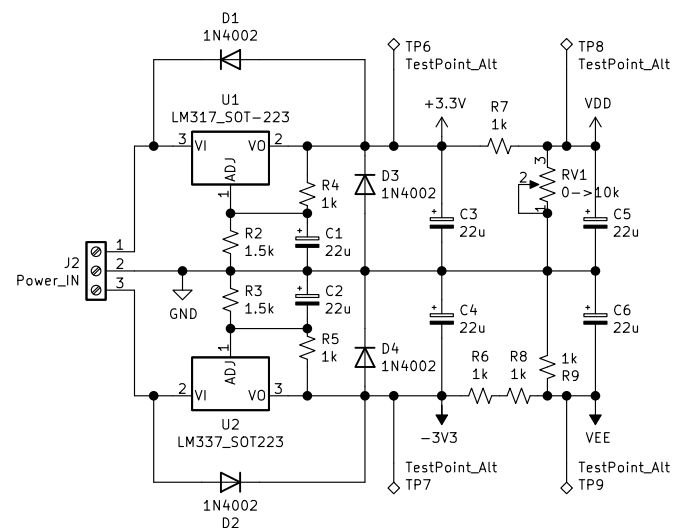 D1
1N4002
TP6
TestPoint_Alt
TP8
TestPoint_Alt
U1
LM317_SOT-223
+3.3V
R7
1k
VDD
3 VI
VO 2
ADJ
1
R4
1k
D3
1N4002
3
2
1
RV1
0->10k
R2
1.5k
+
C1
22u
+
C3
22u
+
C5
22u
J2
Power_IN
1
2
3
GND
R3
1.5k
+
C2
22u
+
C4
22u
+
C6
22u
1
ADJ
R5
1k
D4
1N4002
R6
1k
R8
1k
1k
R9
2 VI
VO 3
U2
LM337_SOT223
-3V3
VEE
TestPoint_Alt
TP7
TestPoint_Alt
TP9
1N4002
D2